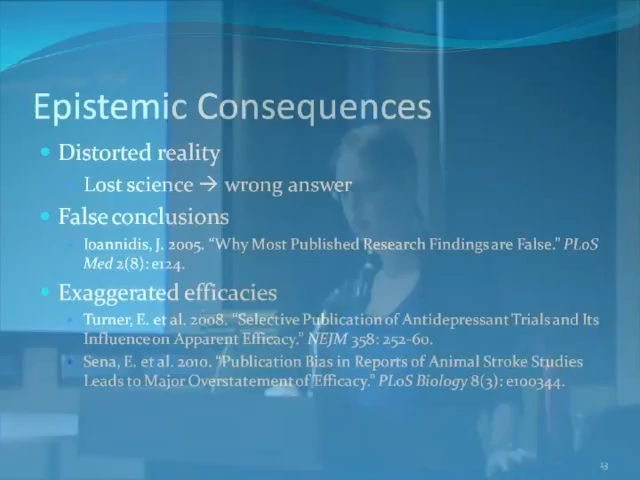 Epistemic Consequences
Distorted reality
Lost science → wrong answer
False conclusions
Ioannidis, J. 2005. “Why Most Published Research Findings are False.” PLoS
Med 2(8): e124.
Exaggerated efficacies
Turner, E. et al. 2008. “Selective Publication of Antidepressant Trials and Its
Influence on Apparent Efficacy.” NEJM 358: 252-60.
Sena, E. et al. 2010. “Publication Bias in Reports of Animal Stroke Studies
Leads to Major Overstatement of Efficacy.” PLoS Biology 8(3): e100344.
13